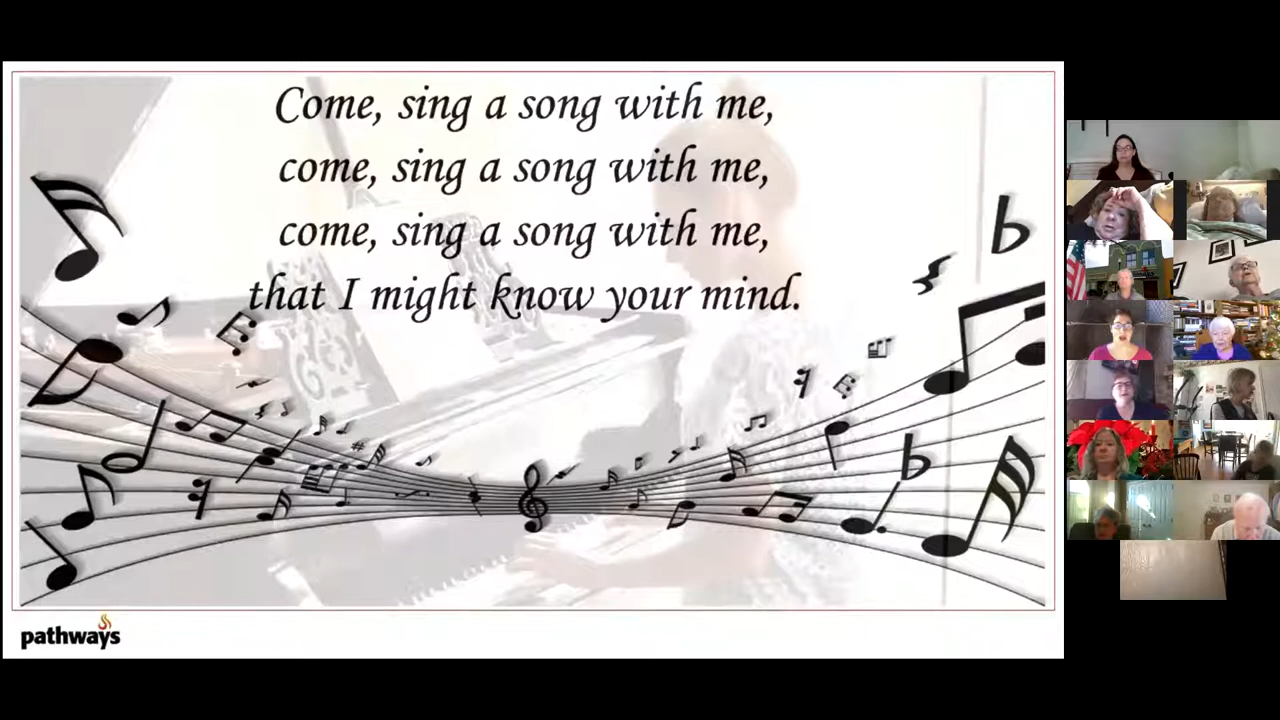 Come, sing a song with me,
come, sing a song with me,
come, sing a song with me,
that I might know your mind.
pathways